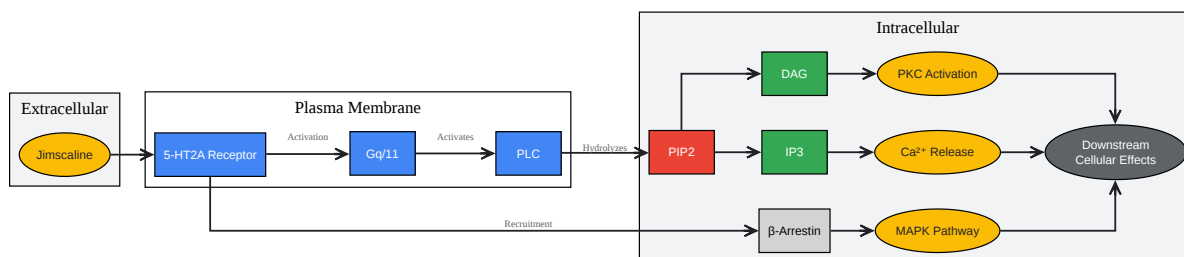 Intracellular
DAG
PKC Activation
Extracellular
Plasma Membrane
Jimscaline
5-HT2A Receptor
Activation
Gq/11
Activates
PLC
Hydrolyzes
PIP2
IP3
Ca²⁺ Release
Downstream
Cellular Effects
Recruitment
β-Arrestin
MAPK Pathway